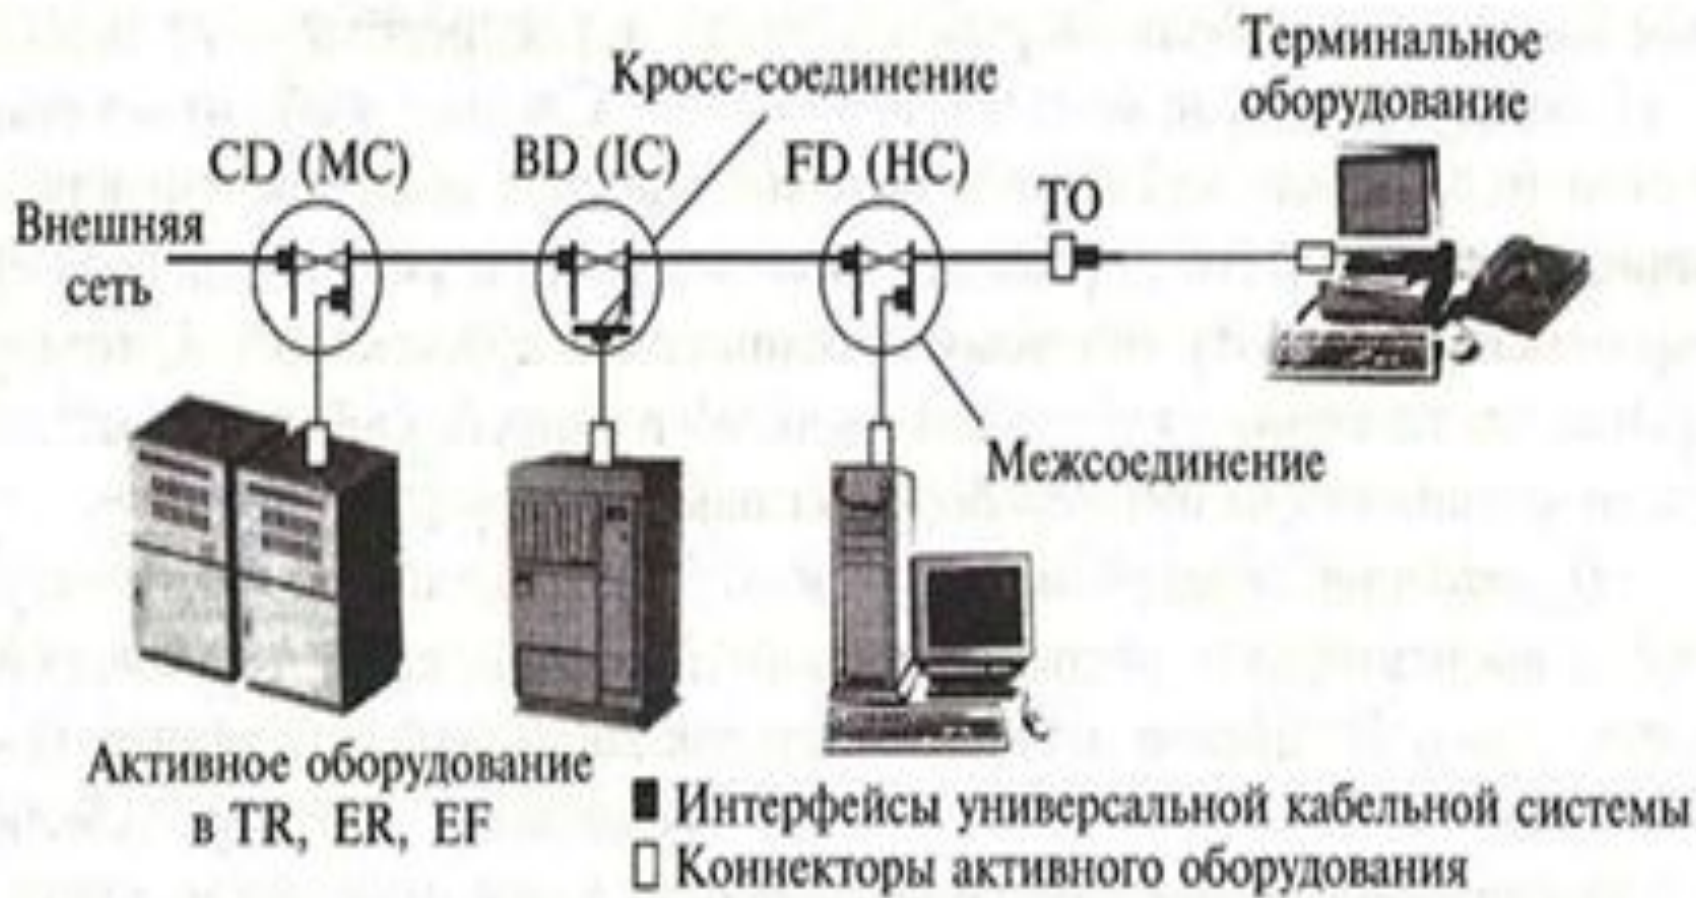 Терминальное
оборудование
Кросс-соединение
CD (MC)
BD (IC)
FD (HC)
TO
Внешняя
сеть
Межсоединение
Активное оборудование
в TR, ER, EF
Интерфейсы универсальной кабельной системы
Коннекторы активного оборудования